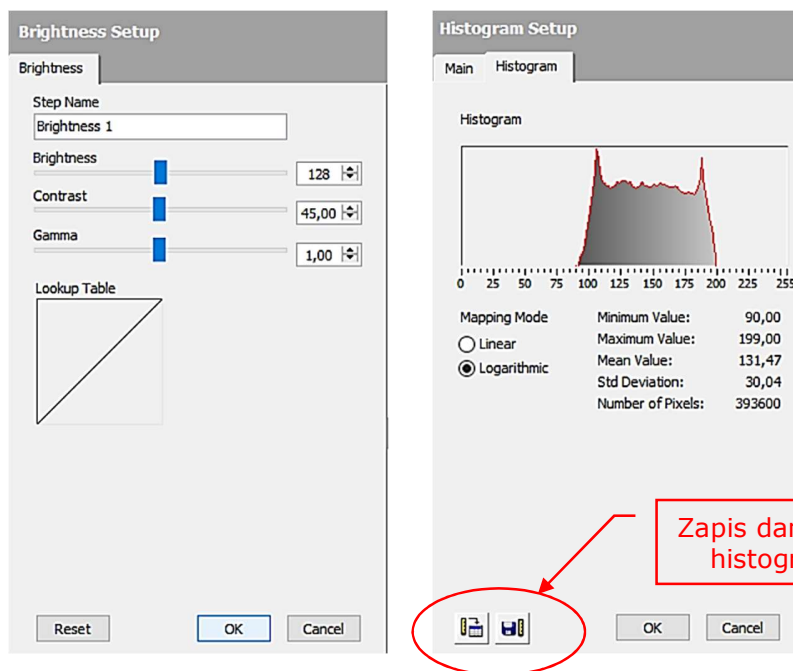 Brightness Setup
Brightness
Step Name
Brightness 1
Brightness
128
Contrast
45,00
Gamma
1,00
Lookup Table
Reset OK Cancel
Histogram Setup
Main Histogram
Histogram
0 25 50 75 100 125 150 175 200 225 255
Mapping Mode
Linear
Logarithmic
Minimum Value: 90,00
Maximum Value: 199,00
Mean Value: 131,47
Std Deviation: 30,04
Number of Pixels: 393600
Zapis
OK Cancel